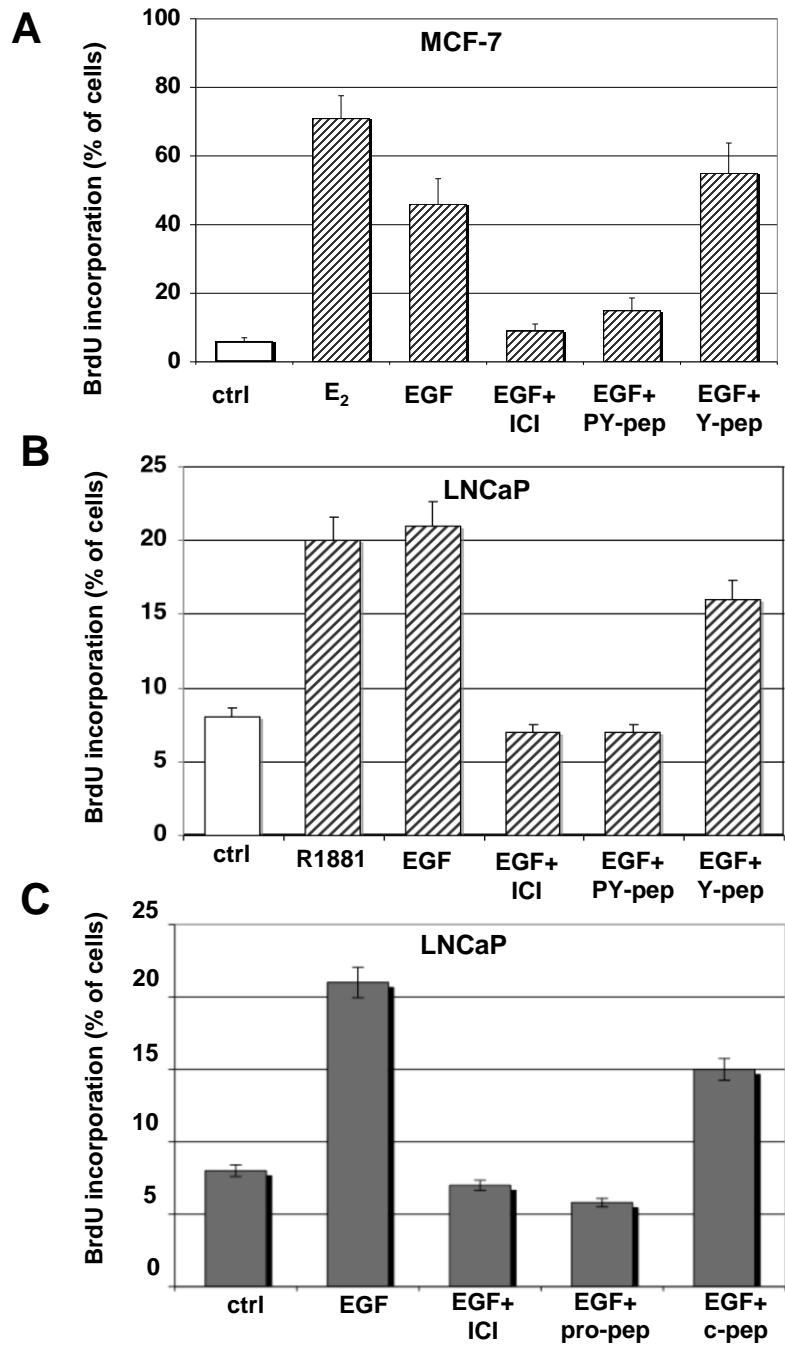 A
MCF-7
BrdU incorporation (% of cells)
100
80
60
40
20
0
ctrl
E2
EGF
EGF+
ICI
EGF+
PY-pep
EGF+
Y-pep
B
LNCaP
BrdU incorporation (% of cells)
25
20
15
10
5
0
ctrl
R1881
EGF
EGF+
ICI
EGF+
PY-pep
EGF+
Y-pep
C
LNCaP
BrdU incorporation (% of cells)
25
20
15
10
5
0
ctrl
EGF
EGF+
ICI
EGF+
pro-pep
EGF+
c-pep